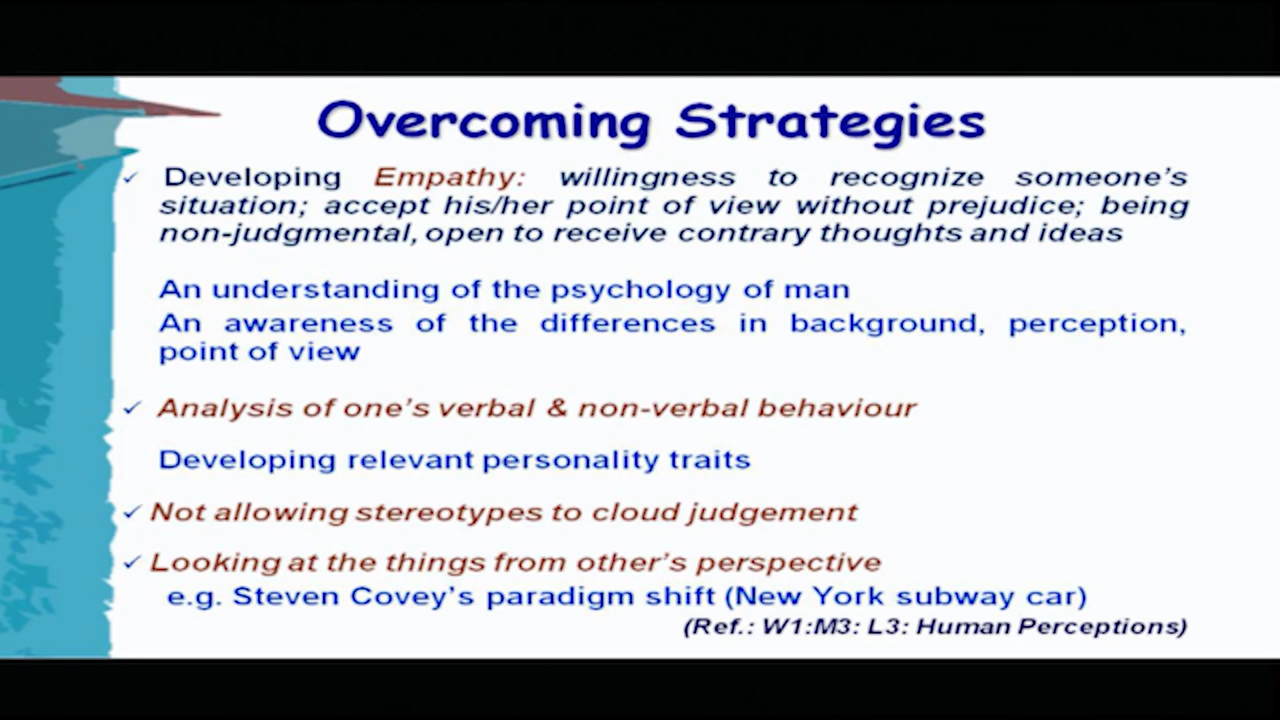 Overcoming Strategies
✓ Developing Empathy: willingness to recognize someone's
situation; accept his/her point of view without prejudice; being
non-judgmental, open to receive contrary thoughts and ideas
An understanding of the psychology of man
An awareness of the differences in background, perception,
point of view
✓ Analysis of one's verbal & non-verbal behaviour
Developing relevant personality traits
✓ Not allowing stereotypes to cloud judgement
✓ Looking at the things from other's perspective
e.g. Steven Covey's paradigm shift (New York subway car)
(Ref.: W1:M3: L3: Human Perceptions)